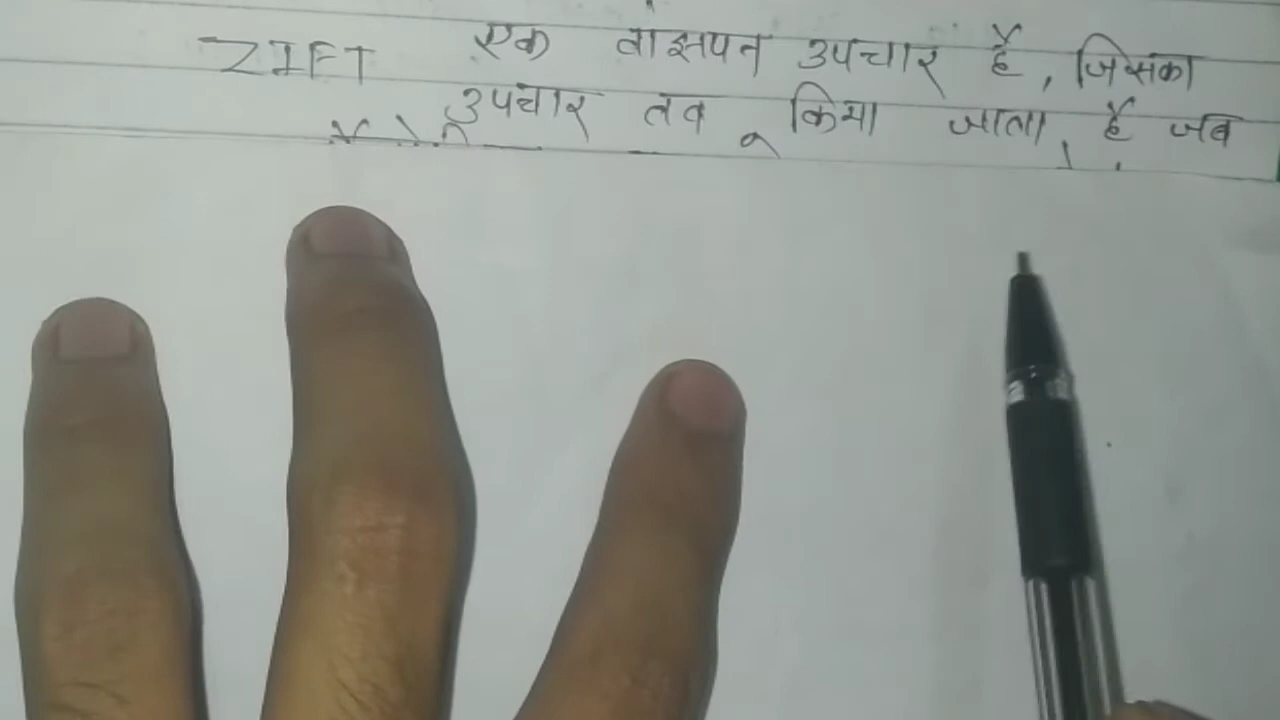 ZIFT एक वांझपन उपचार है, जिसका
उपचार तब किया जाता है जब